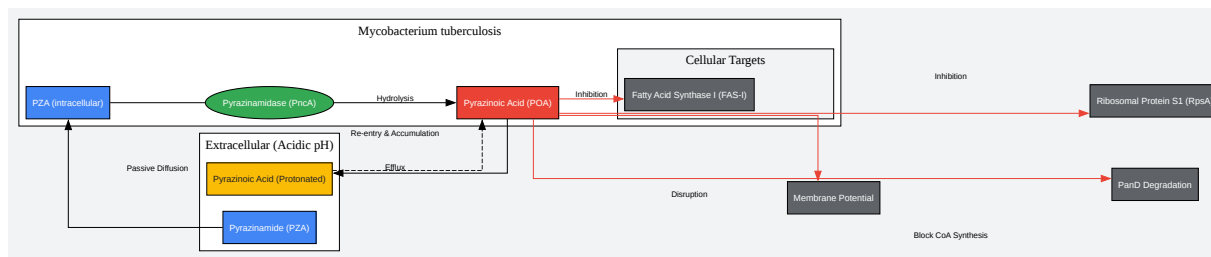 Mycobacterium tuberculosis
Cellular Targets
Inhibition
PZA (intracellular)
Pyrazinamidase (PncA)
Hydrolysis
Pyrazinoic Acid (POA)
Inhibition
Fatty Acid Synthase I (FAS-I)
Ribosomal Protein S1 (RpsA)
Re-entry & Accumulation
Extracellular (Acidic pH)
Passive Diffusion
Efflux
Pyrazinoic Acid (Protonated)
PanD Degradation
Disruption
Membrane Potential
Pyrazinamide (PZA)
Block CoA Synthesis